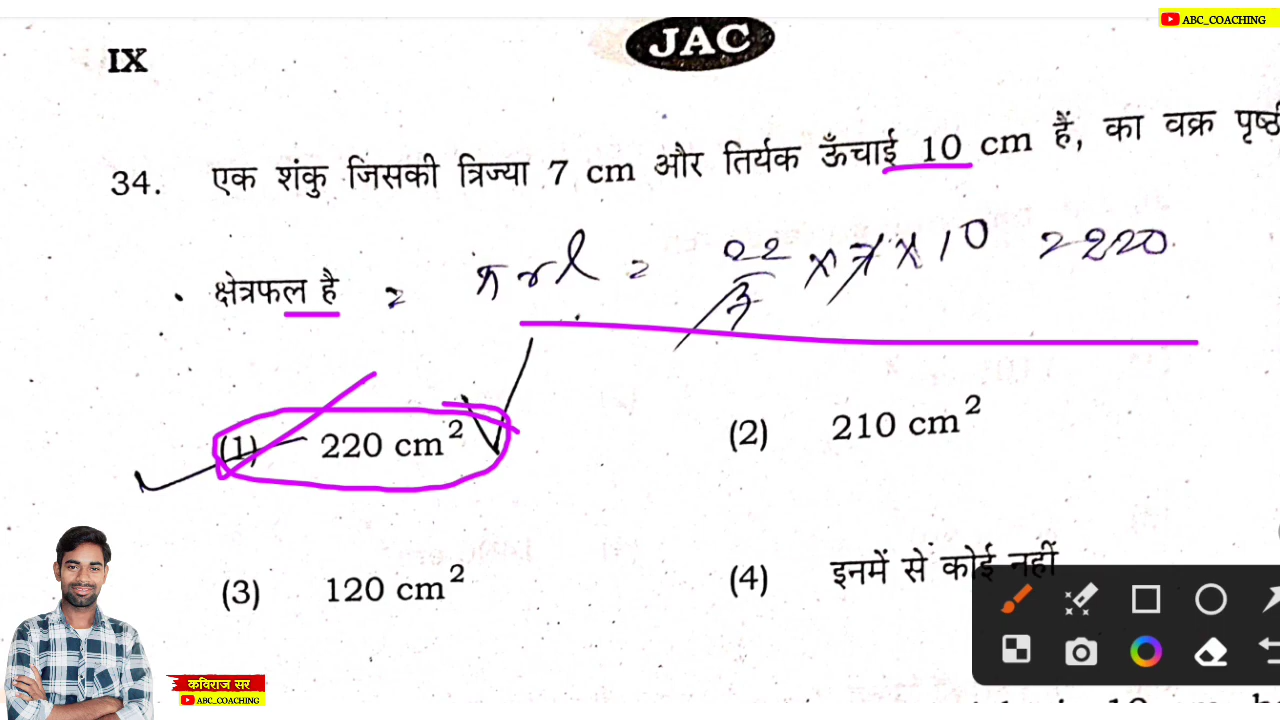 ABC_COACHING
IX
JAC
34. एक शंकु जिसकी त्रिज्या 7 cm और तिर्यक ऊँचाई 10 cm हैं, का वक्र पृष्ठ
क्षेत्रफल है = πrl = 22/7 × 7 × 10 = 220
(1) 220 cm²
(2) 210 cm²
(3) 120 cm²
(4) इनमें से कोई नहीं
कविराज सर
ABC_COACHING